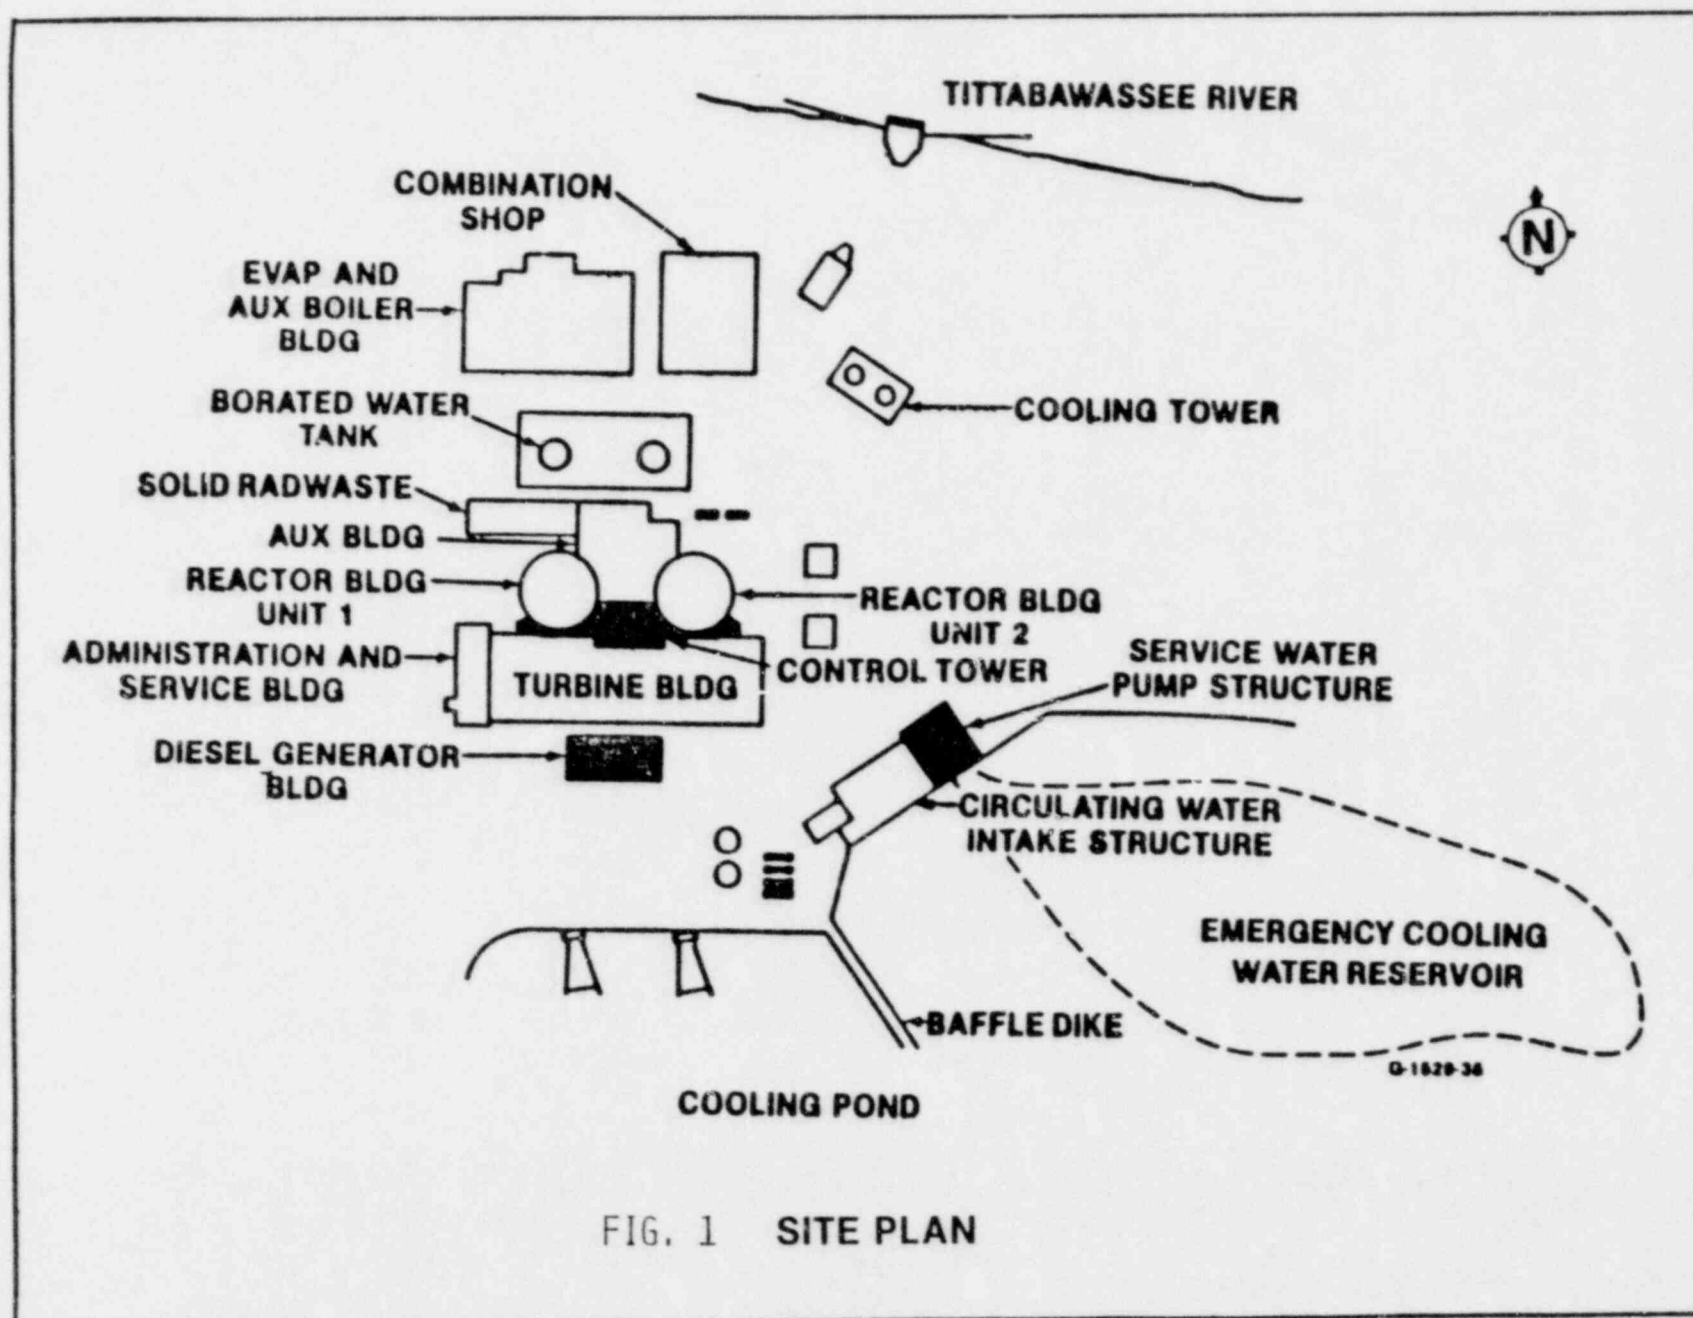 TITTABAWASSEE RIVER
COMBINATION
SHOP
N
EVAP AND
AUX BOILER
BLDG
BORATED WATER
TANK
COOLING TOWER
SOLID RADWASTE
AUX BLDG
REACTOR BLDG
UNIT 1
REACTOR BLDG
UNIT 2
ADMINISTRATION AND
SERVICE BLDG
TURBINE BLDG
CONTROL TOWER
SERVICE WATER
PUMP STRUCTURE
DIESEL GENERATOR
BLDG
CIRCULATING WATER
INTAKE STRUCTURE
EMERGENCY COOLING
WATER RESERVOIR
BAFFLE DIKE
COOLING POND
FIG. 1 SITE PLAN